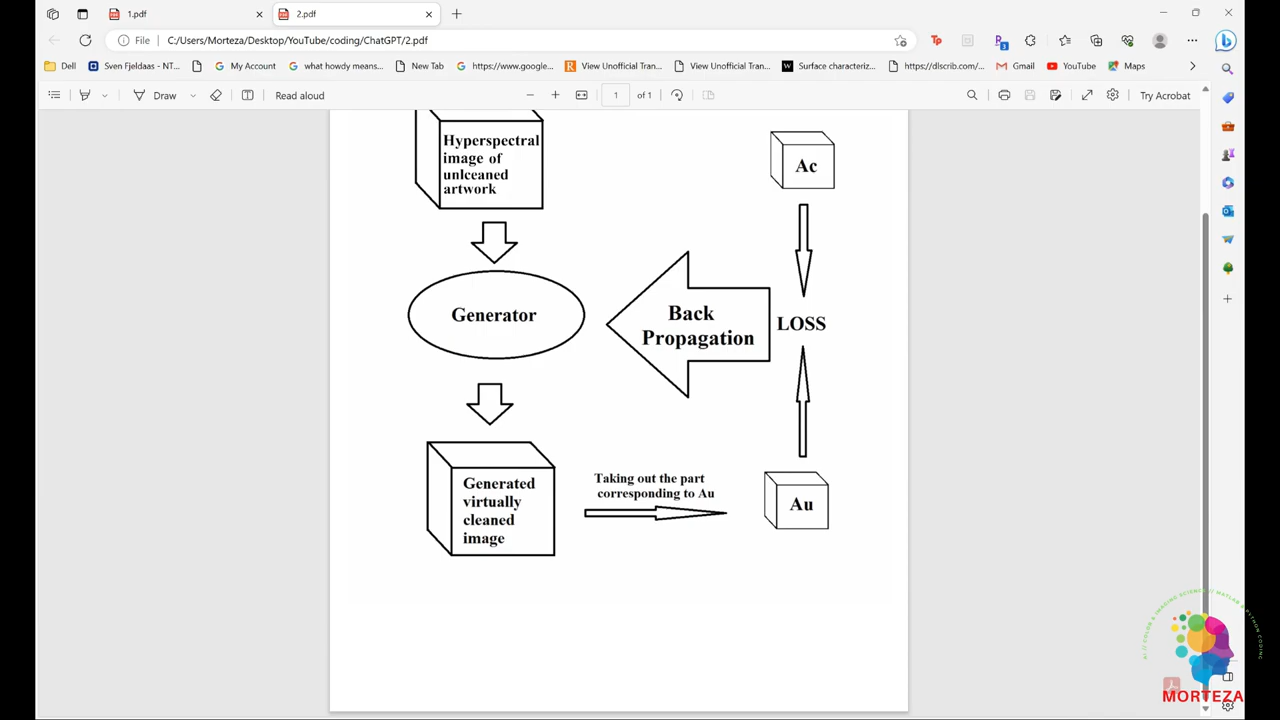 1.pdf
2.pdf
File
C:/Users/Morteza/Desktop/YouTube/coding/ChatGPT/2.pdf
Dell
Sven Fjeldaas - NT...
My Account
what howdy means...
New Tab
https://www.google...
View Unofficial Tran...
View Unofficial Tran...
Surface characteriz...
https://dlscrib.com/...
Gmail
YouTube
Maps
Draw
Read aloud
1
of 1
Try Acrobat
Hyperspectral
image of
unlceaned
artwork
Ac
Generator
Back
Propagation
LOSS
Generated
virtually
cleaned
image
Taking out the part
corresponding to Au
Au
MORTEZA